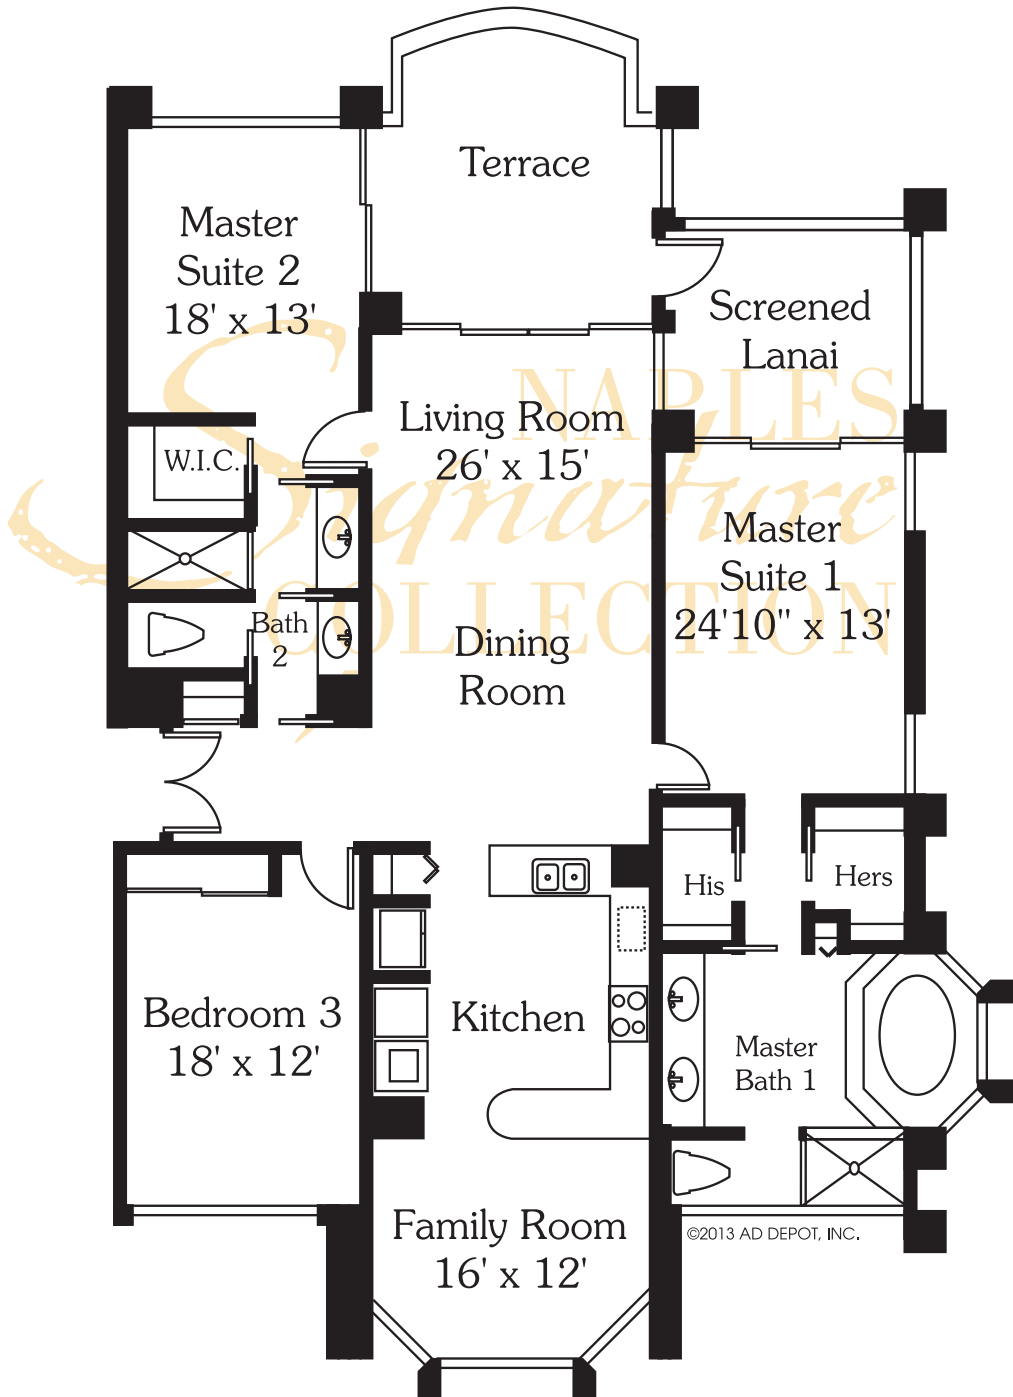 Terrace
Master
Suite 2
18' x 13'
Screened
Lanai
NAPLES
Signature
COLLECTION
Living Room
26' x 15'
W.I.C.
Master
Suite 1
24'10" x 13'
Bath
2
Dining
Room
His
Hers
Bedroom 3
18' x 12'
Kitchen
Master
Bath 1
Family Room
16' x 12'
©2013 AD DEPOT, INC.